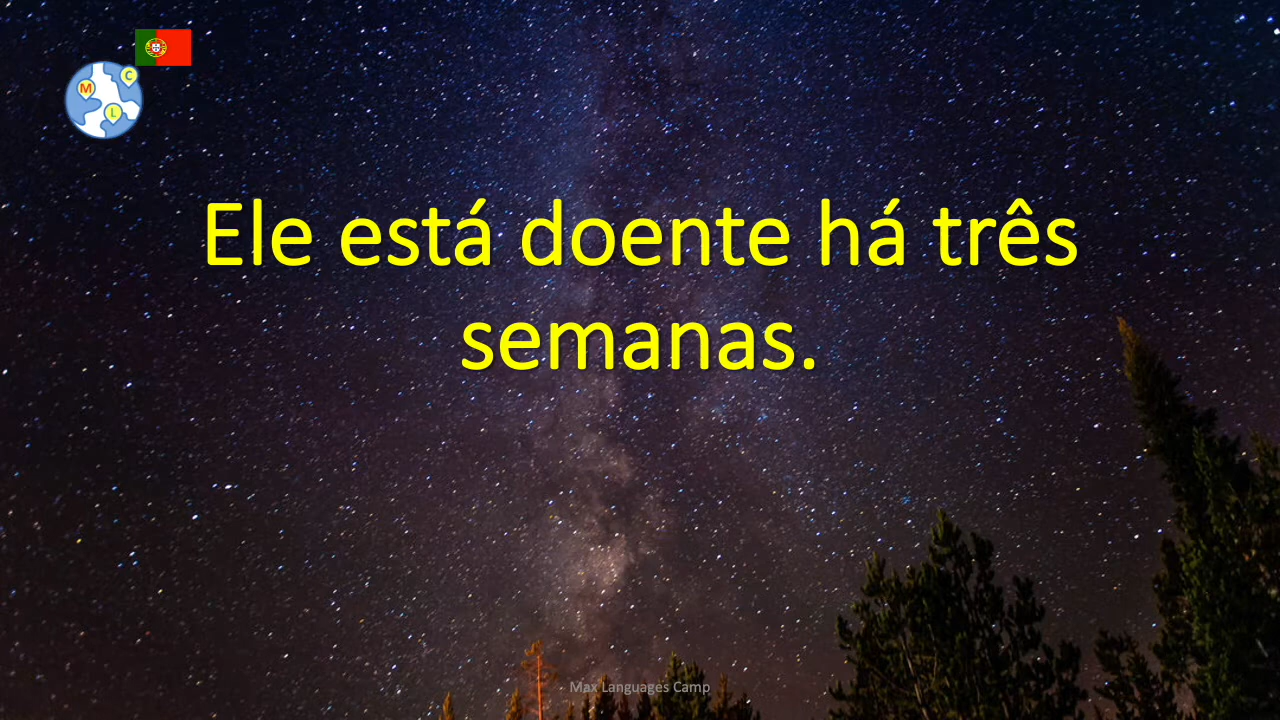 C
M
L
Ele está doente há três
semanas.
Max Languages Camp